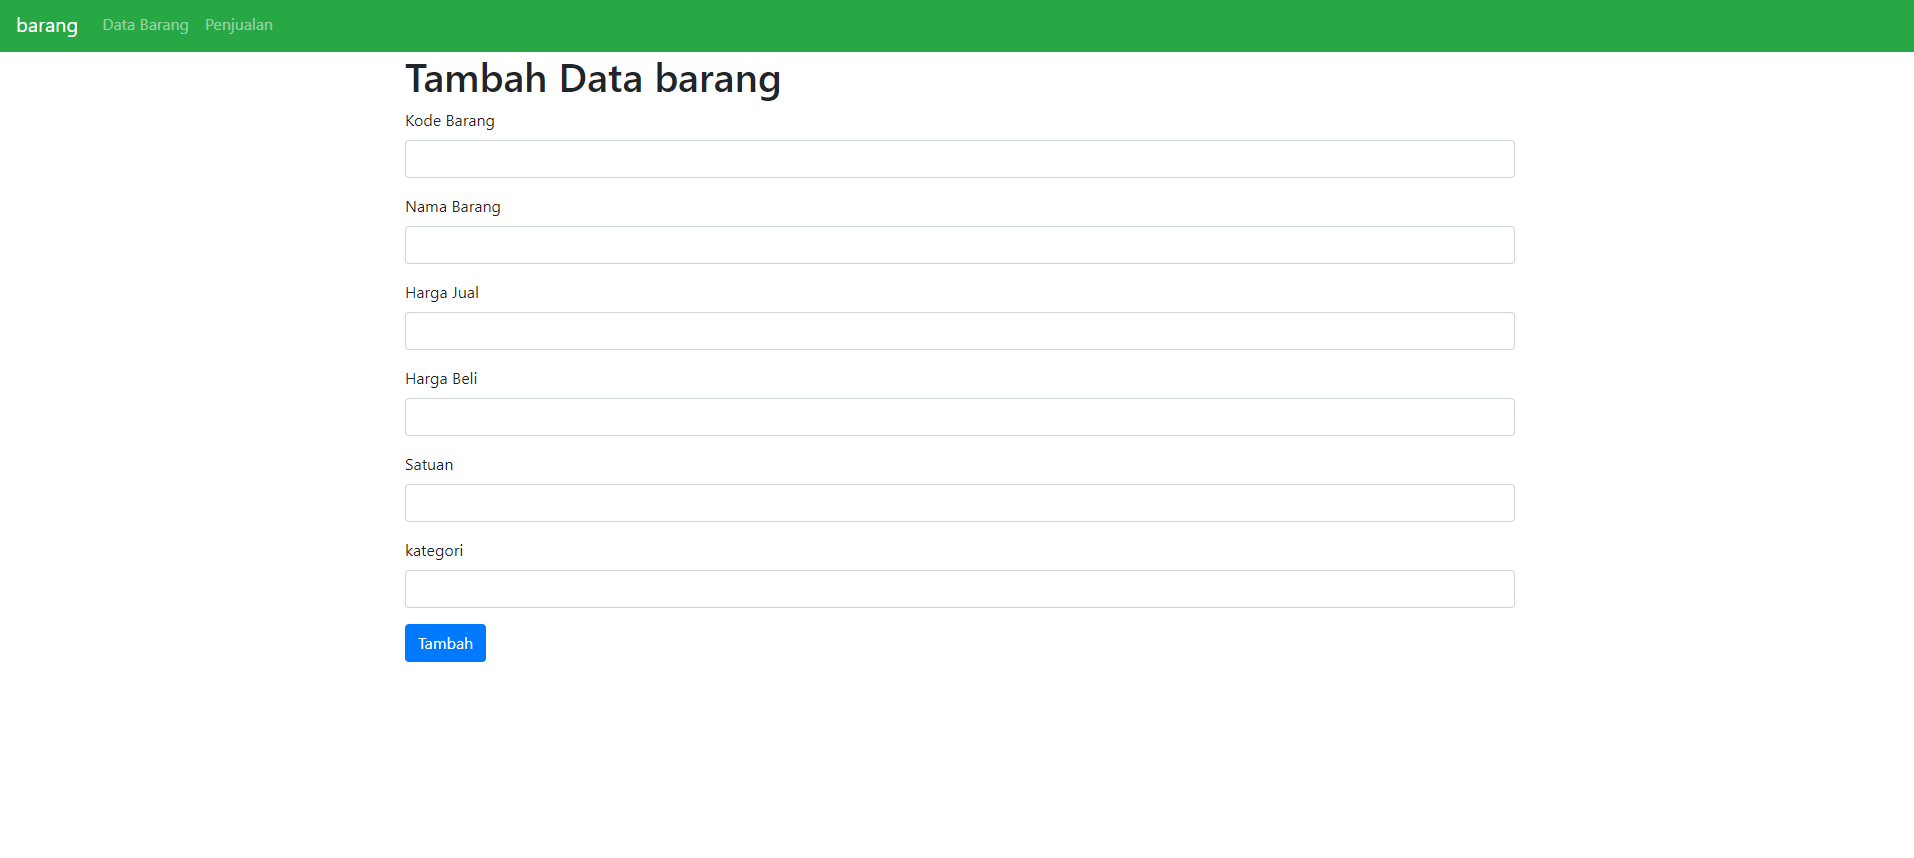 barang Data Barang Penjualan
Tambah Data barang
Kode Barang
Nama Barang
Harga Jual
Harga Beli
Satuan
kategori
Tambah